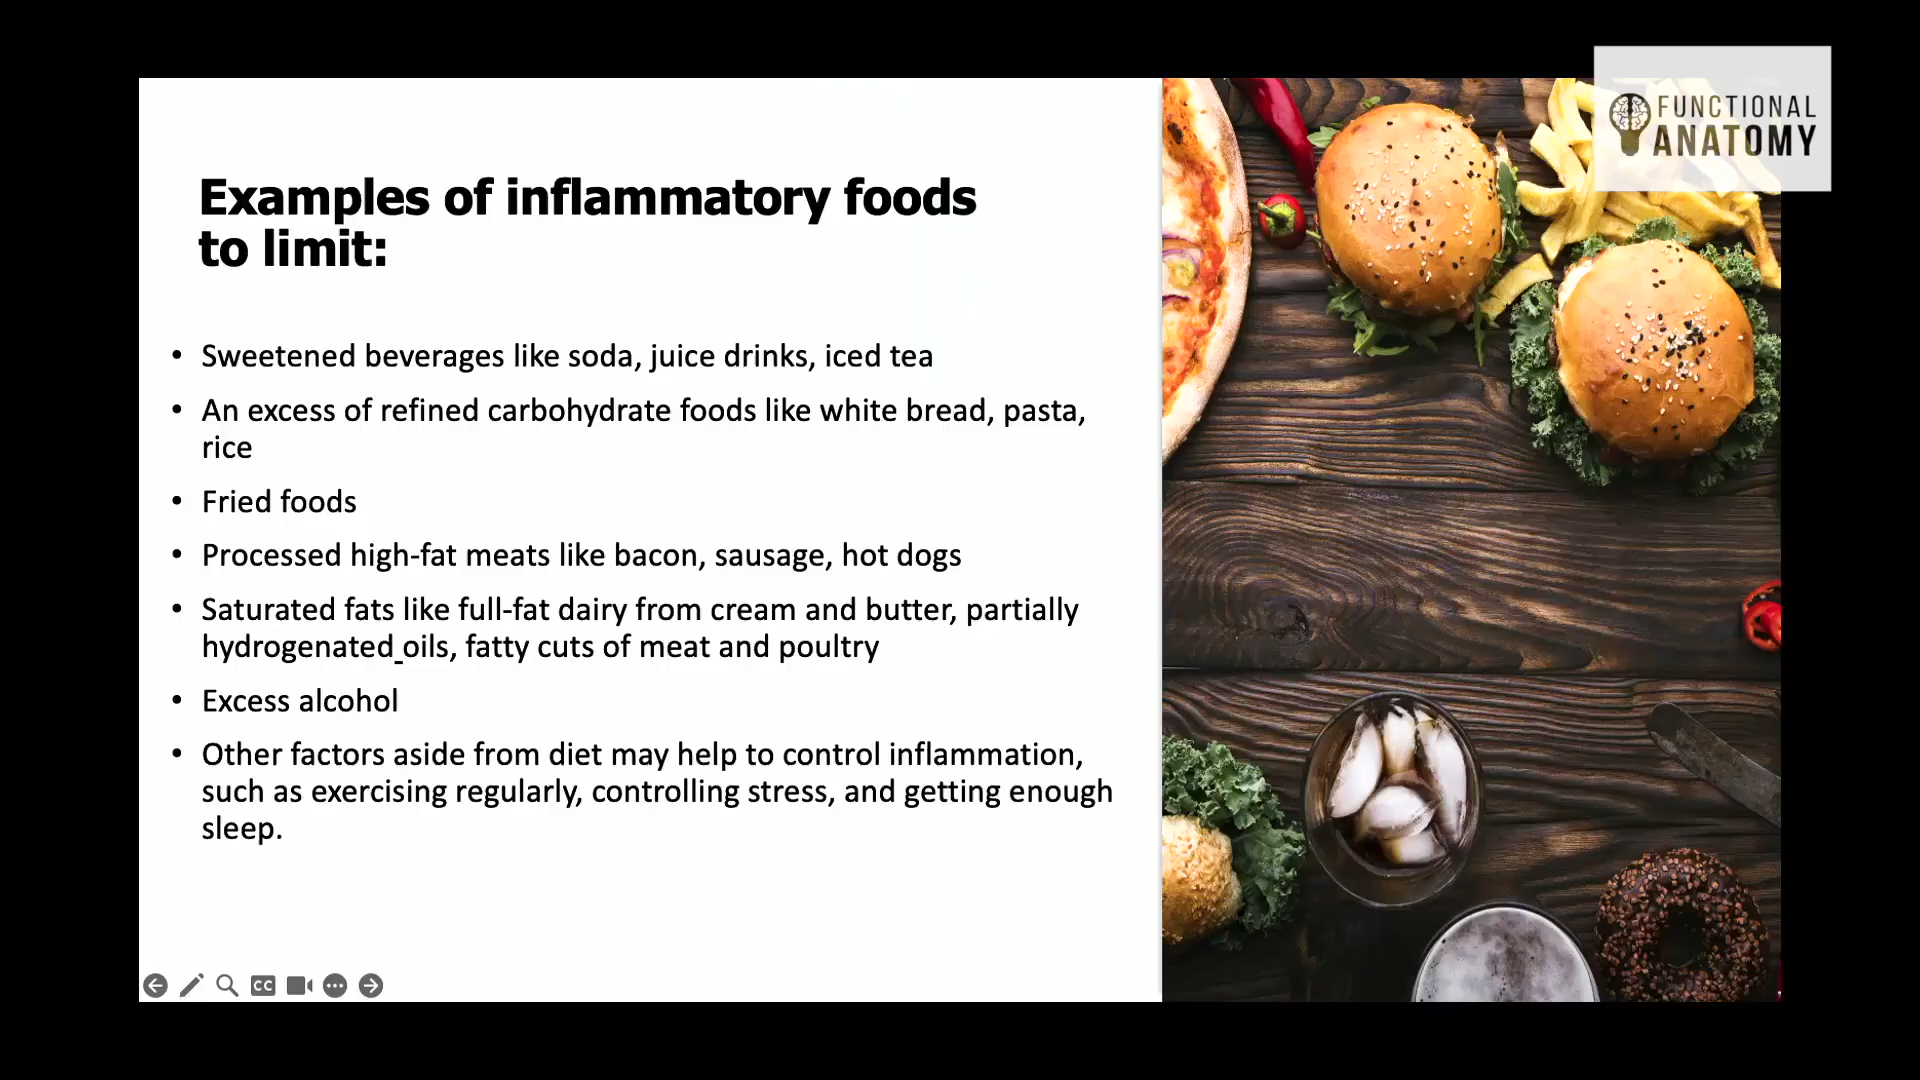 FUNCTIONAL
ANATOMY
Examples of inflammatory foods
to limit:
• Sweetened beverages like soda, juice drinks, iced tea
• An excess of refined carbohydrate foods like white bread, pasta,
rice
• Fried foods
• Processed high-fat meats like bacon, sausage, hot dogs
• Saturated fats like full-fat dairy from cream and butter, partially
hydrogenated oils, fatty cuts of meat and poultry
• Excess alcohol
• Other factors aside from diet may help to control inflammation,
such as exercising regularly, controlling stress, and getting enough
sleep.
CC